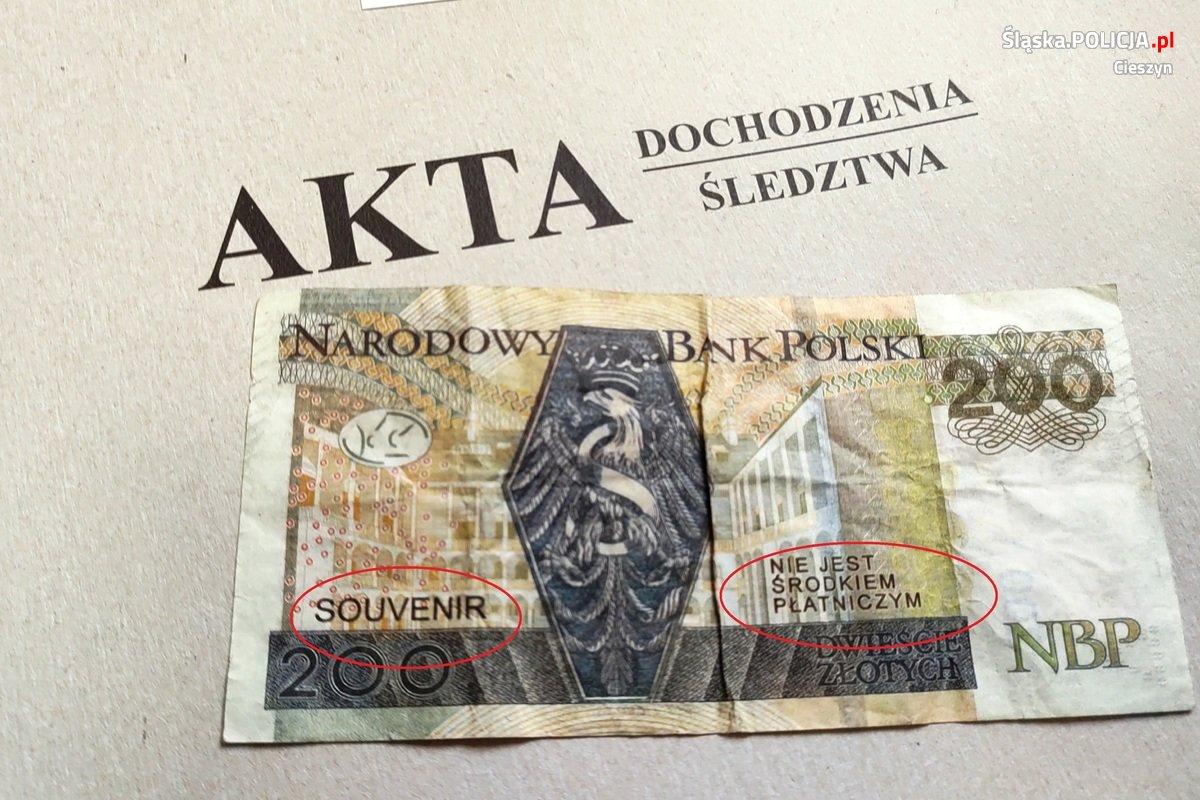 Śląska.POLICJA.pl
Cieszyn
AKTA
DOCHODZENIA
ŚLEDZTWA
NARODOWY BANK POLSKI
200
SOUVENIR
NIE JEST
ŚRODKIEM
PŁATNICZYM
200
DWIEŚCIE
ZŁOTYCH
NBP